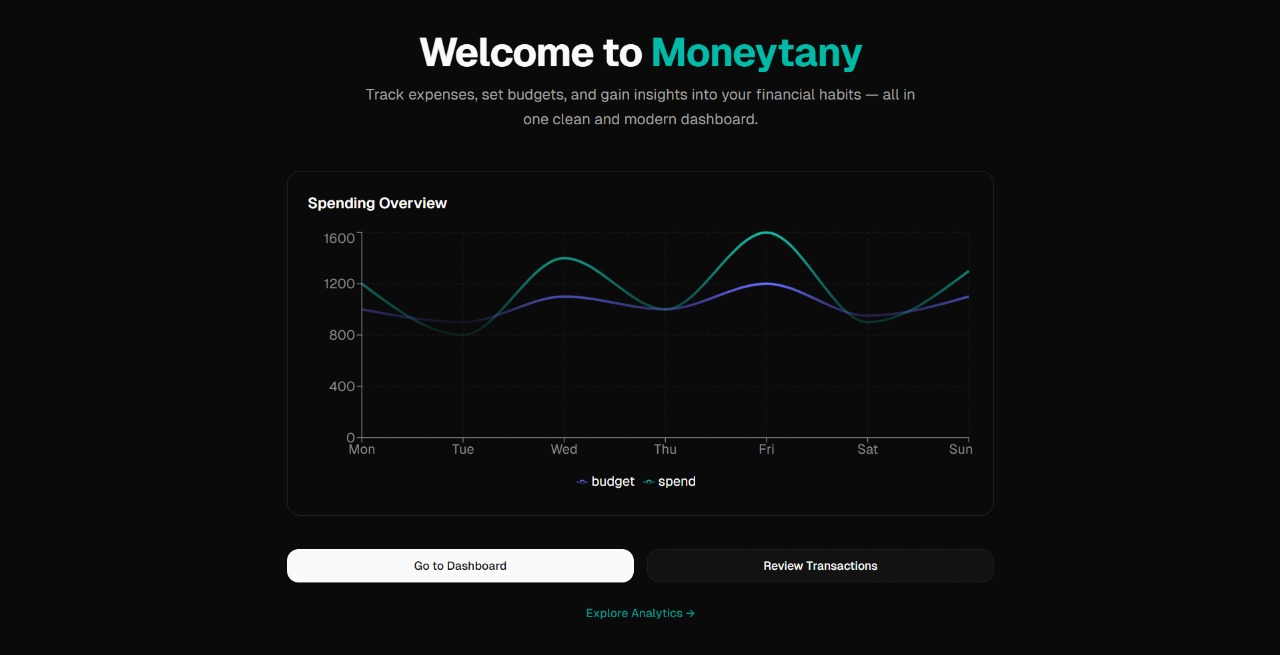 Welcome to Moneytany
Track expenses, set budgets, and gain insights into your financial habits — all in
one clean and modern dashboard.
Spending Overview
1600
1200
800
400
0
Mon Tue Wed Thu Fri Sat Sun
budget spend
Go to Dashboard
Review Transactions
Explore Analytics →